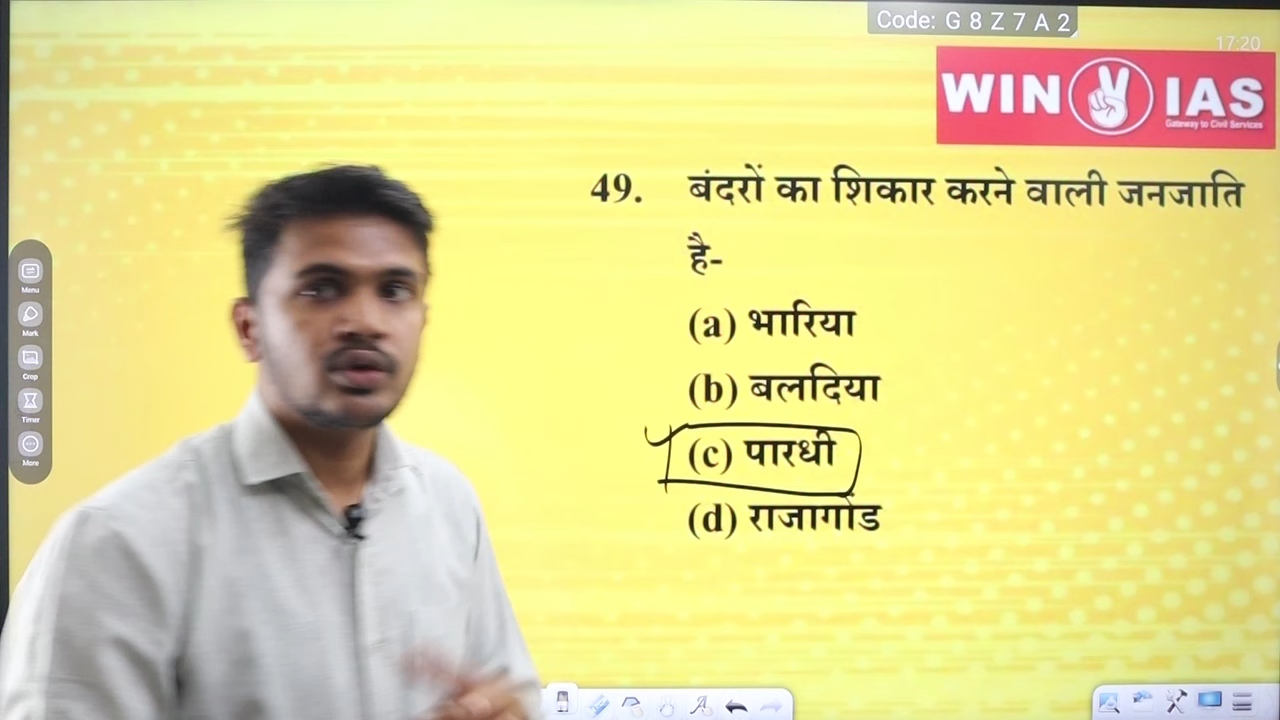 Code: G 8 Z 7 A 2
17:20
WIN IAS
Gateway to Civil Services
49. बंदरों का शिकार करने वाली जनजाति
है-
(a) भारिया
(b) बलदिया
(c) पारधी
(d) राजागोंड
Menu
Mark
Crop
Timer
More